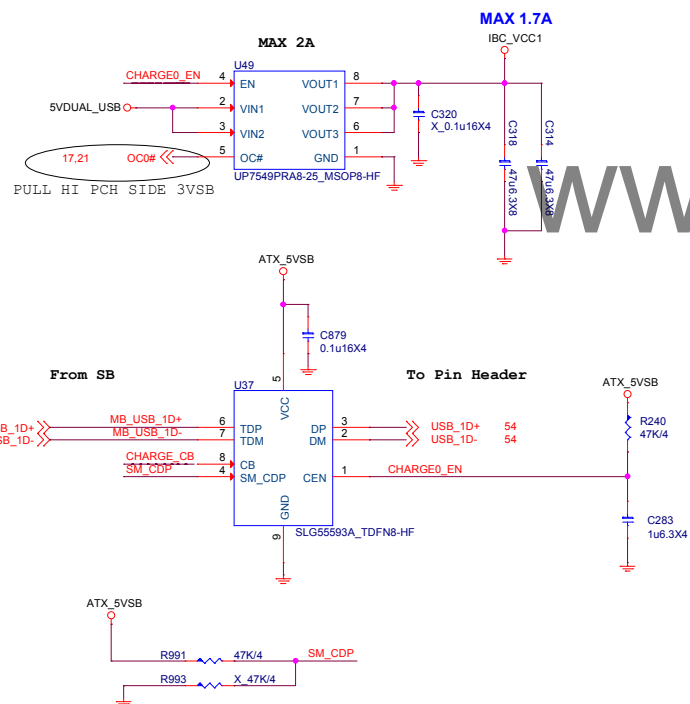 MAX 1.7A
MAX 2A
IBC_VCC1
U49
CHARGE0_EN 4 EN VOUT1 8
5VDUAL_USB 2 VIN1 VOUT2 7
3 VIN2 VOUT3 6
17,21 OC0# 5 OC# GND 1
UP7549PRA8-25_MSOP8-HF
PULL HI PCH SIDE 3VSB
C320
X_0.1u16X4
C318
47u6.3X8
C314
47u6.3X8
WW
ATX_5VSB
C879
0.1u16X4
From SB
To Pin Header
U37
5
VCC
MB_USB_1D+ 6 TDP DP 3 USB_1D+ 54
MB_USB_1D- 7 TDM DM 2 USB_1D- 54
CHARGE_CB 8 CB
SM_CDP 4 SM_CDP CEN 1 CHARGE0_EN
GND
9
SLG55593A_TDFN8-HF
ATX_5VSB
R240
47K/4
C283
1u6.3X4
ATX_5VSB
R991 47K/4 SM_CDP
R993 X_47K/4